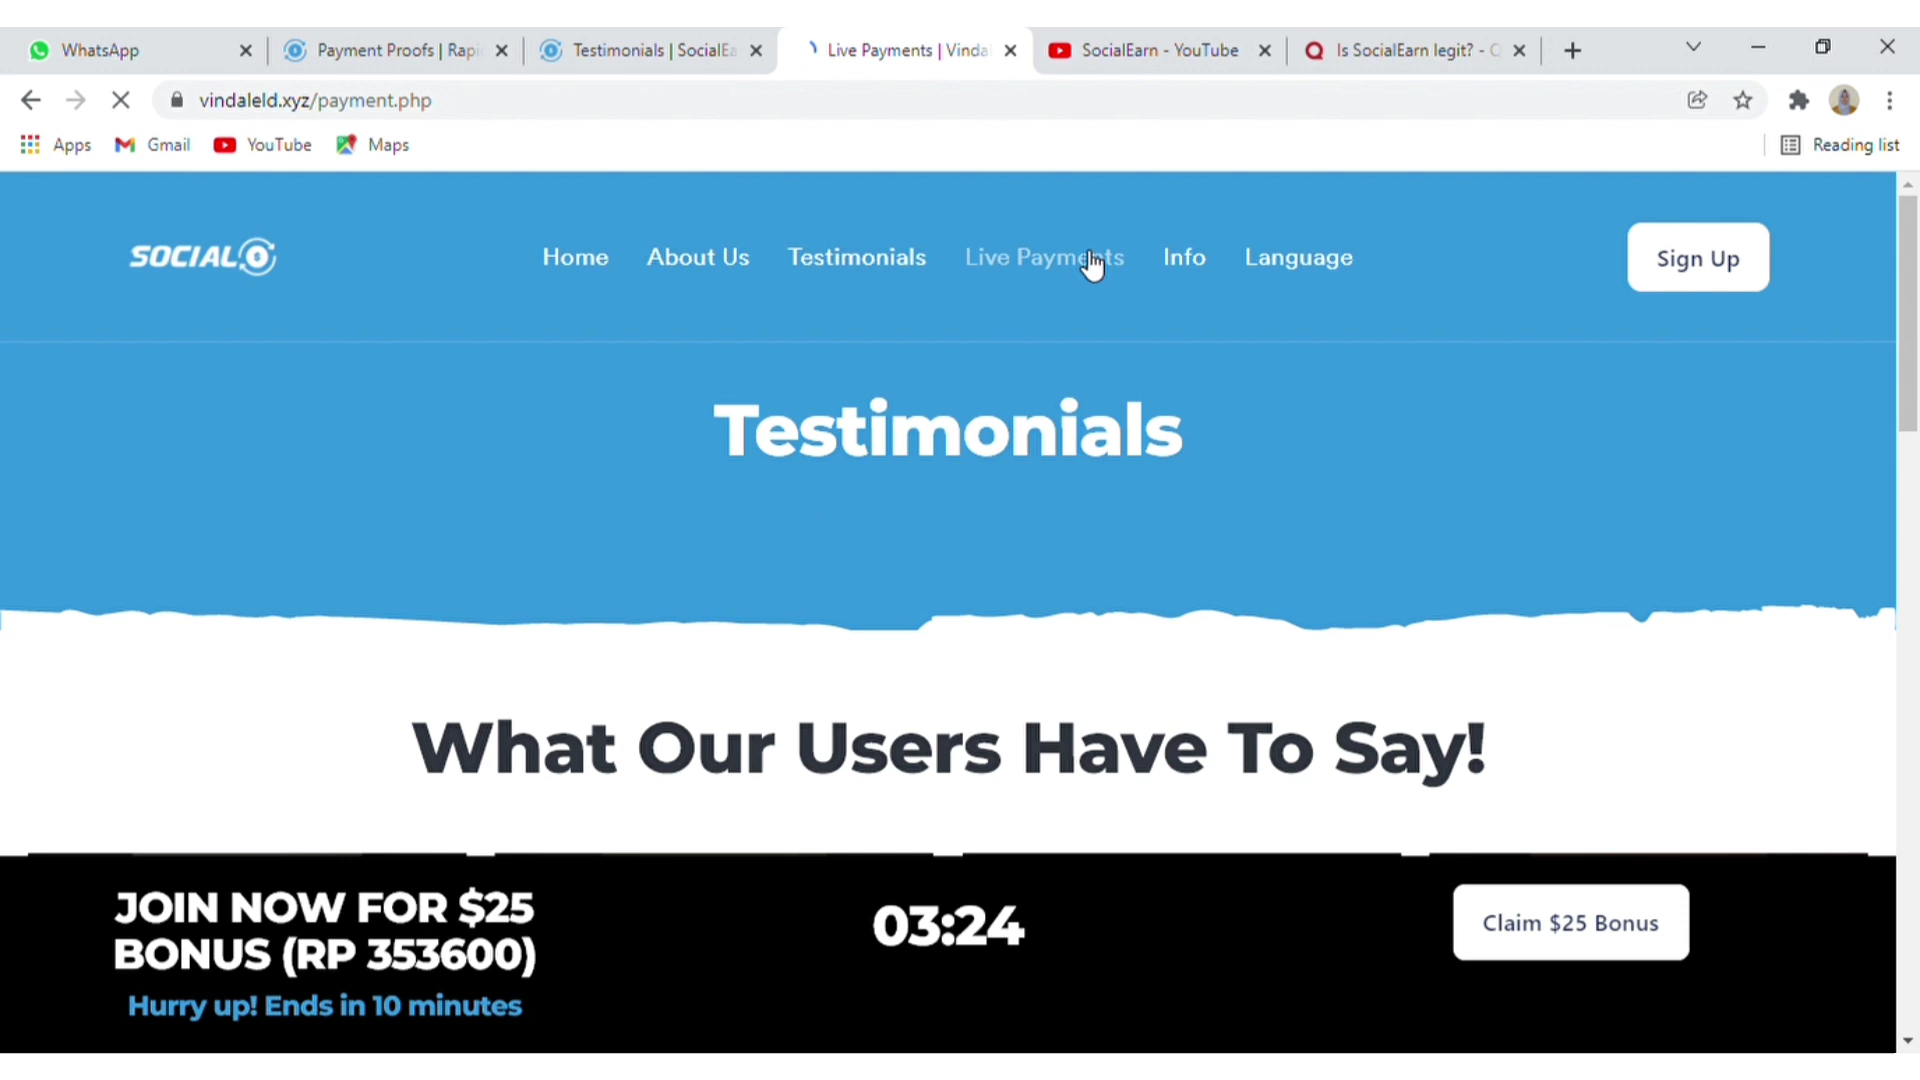 WhatsApp
Payment Proofs | Rapi
Testimonials | SocialEa
Live Payments | Vinda
SocialEarn - YouTube
Is SocialEarn legit? - Q
vindaleld.xyz/payment.php
Apps
Gmail
YouTube
Maps
Reading list
SOCIAL
Home
About Us
Testimonials
Live Payments
Info
Language
Sign Up
Testimonials
What Our Users Have To Say!
JOIN NOW FOR $25
BONUS (RP 353600)
Hurry up! Ends in 10 minutes
03:24
Claim $25 Bonus